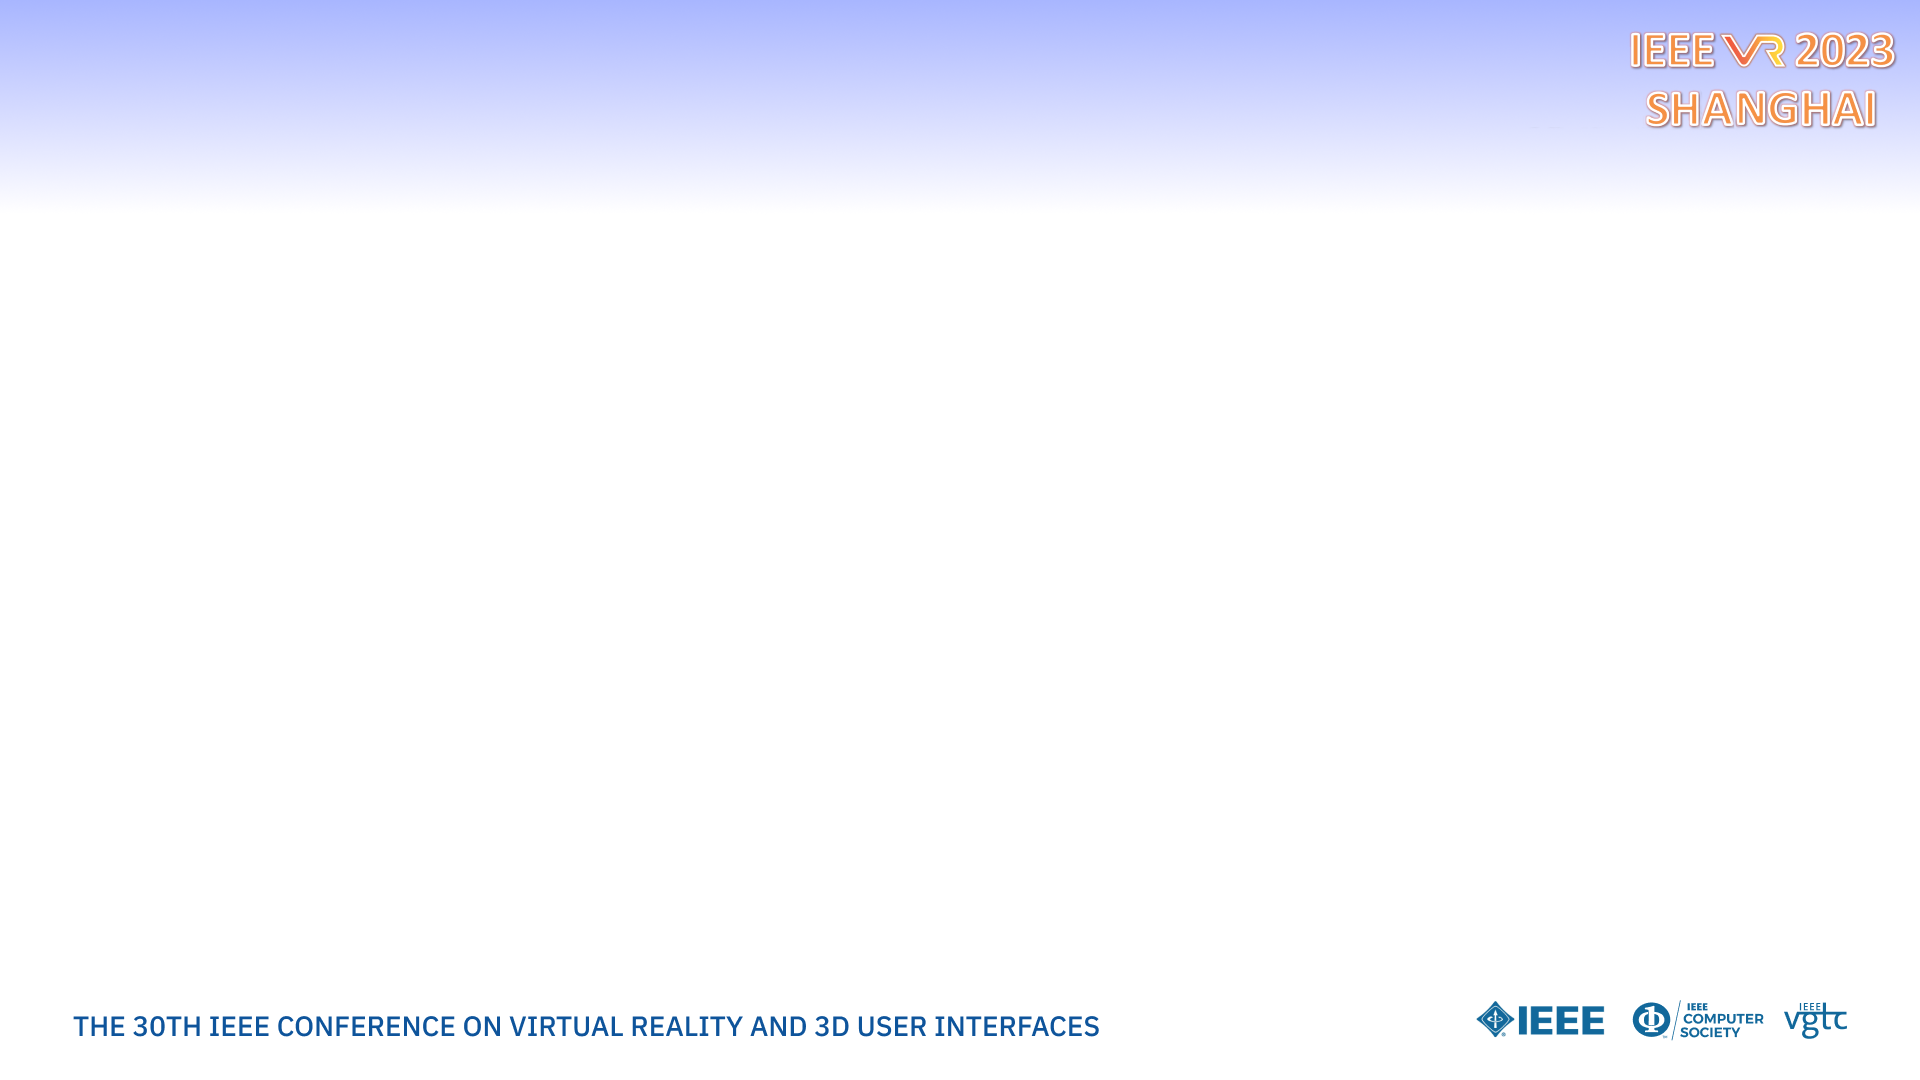 IEEE VR 2023
SHANGHAI
THE 30TH IEEE CONFERENCE ON VIRTUAL REALITY AND 3D USER INTERFACES
IEEE
IEEE
COMPUTER
SOCIETY
IEEE
vgtc